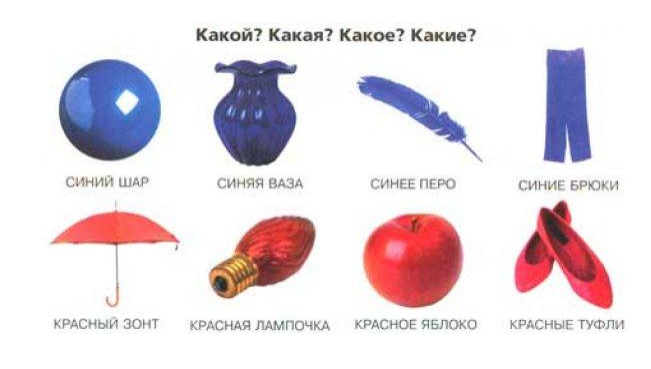 Какой? Какая? Какое? Какие?
СИНИЙ ШАР
СИНЯЯ ВАЗА
СИНЕЕ ПЕРО
СИНИЕ БРЮКИ
КРАСНЫЙ ЗОНТ
КРАСНАЯ ЛАМПОЧКА
КРАСНОЕ ЯБЛОКО
КРАСНЫЕ ТУФЛИ